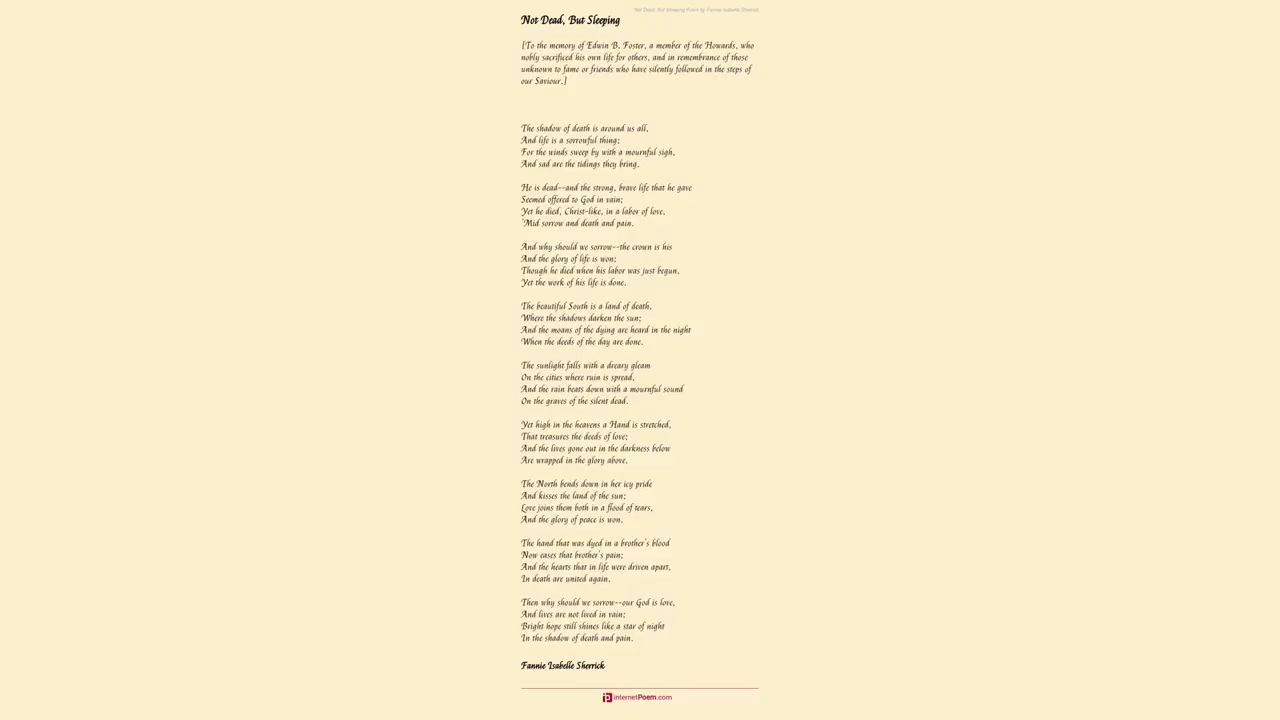 Not Dead, But Sleeping Poem by Fannie Isabelle Sherrick
Not Dead, But Sleeping
[To the memory of Edwin B. Foster, a member of the Howards, who
nobly sacrificed his own life for others, and in remembrance of those
unknown to fame or friends who have silently followed in the steps of
our Saviour.]
The shadow of death is around us all,
And life is a sorrowful thing;
For the winds sweep by with a mournful sigh,
And sad are the tidings they bring.
He is dead--and the strong, brave life that he gave
Seemed offered to God in vain;
Yet he died, Christ-like, in a labor of love,
'Mid sorrow and death and pain.
And why should we sorrow--the crown is his
And the glory of life is won;
Though he died when his labor was just begun,
Yet the work of his life is done.
The beautiful South is a land of death,
Where the shadows darken the sun;
And the moans of the dying are heard in the night
When the deeds of the day are done.
The sunlight falls with a dreary gleam
On the cities where ruin is spread,
And the rain beats down with a mournful sound
On the graves of the silent dead.
Yet high in the heavens a Hand is stretched,
That treasures the deeds of love;
And the lives gone out in the darkness below
Are wrapped in the glory above.
The North bends down in her icy pride
And kisses the land of the sun;
Love joins them both in a flood of tears,
And the glory of peace is won.
The hand that was dyed in a brother's blood
Now eases that brother's pain;
And the hearts that in life were driven apart,
In death are united again.
Then why should we sorrow--our God is love,
And lives are not lived in vain;
Bright hope still shines like a star of night
In the shadow of death and pain.
Fannie Isabelle Sherrick
internetPoem.com